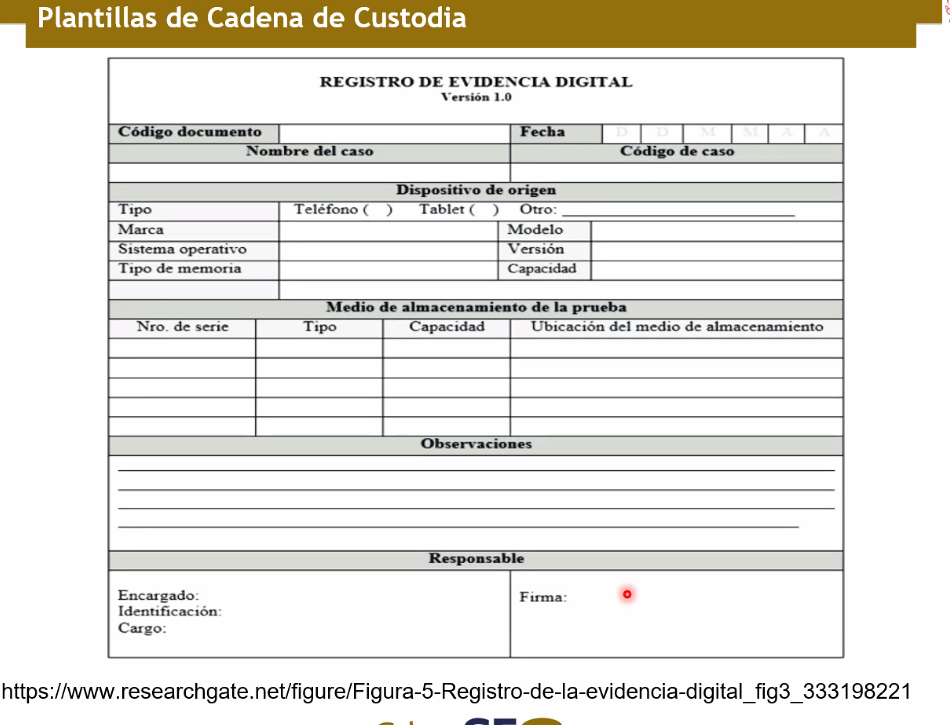 Plantillas de Cadena de Custodia
REGISTRO DE EVIDENCIA DIGITAL
Versión 1.0
Código documento Fecha D D M M A A
Nombre del caso Código de caso
Dispositivo de origen
Tipo Teléfono ( ) Tablet ( ) Otro: ____________________
Marca Modelo
Sistema operativo Versión
Tipo de memoria Capacidad
Medio de almacenamiento de la prueba
Nro. de serie Tipo Capacidad Ubicación del medio de almacenamiento
Observaciones
Responsable
Encargado: Firma:
Identificación:
Cargo:
https://www.researchgate.net/figure/Figura-5-Registro-de-la-evidencia-digital_fig3_333198221